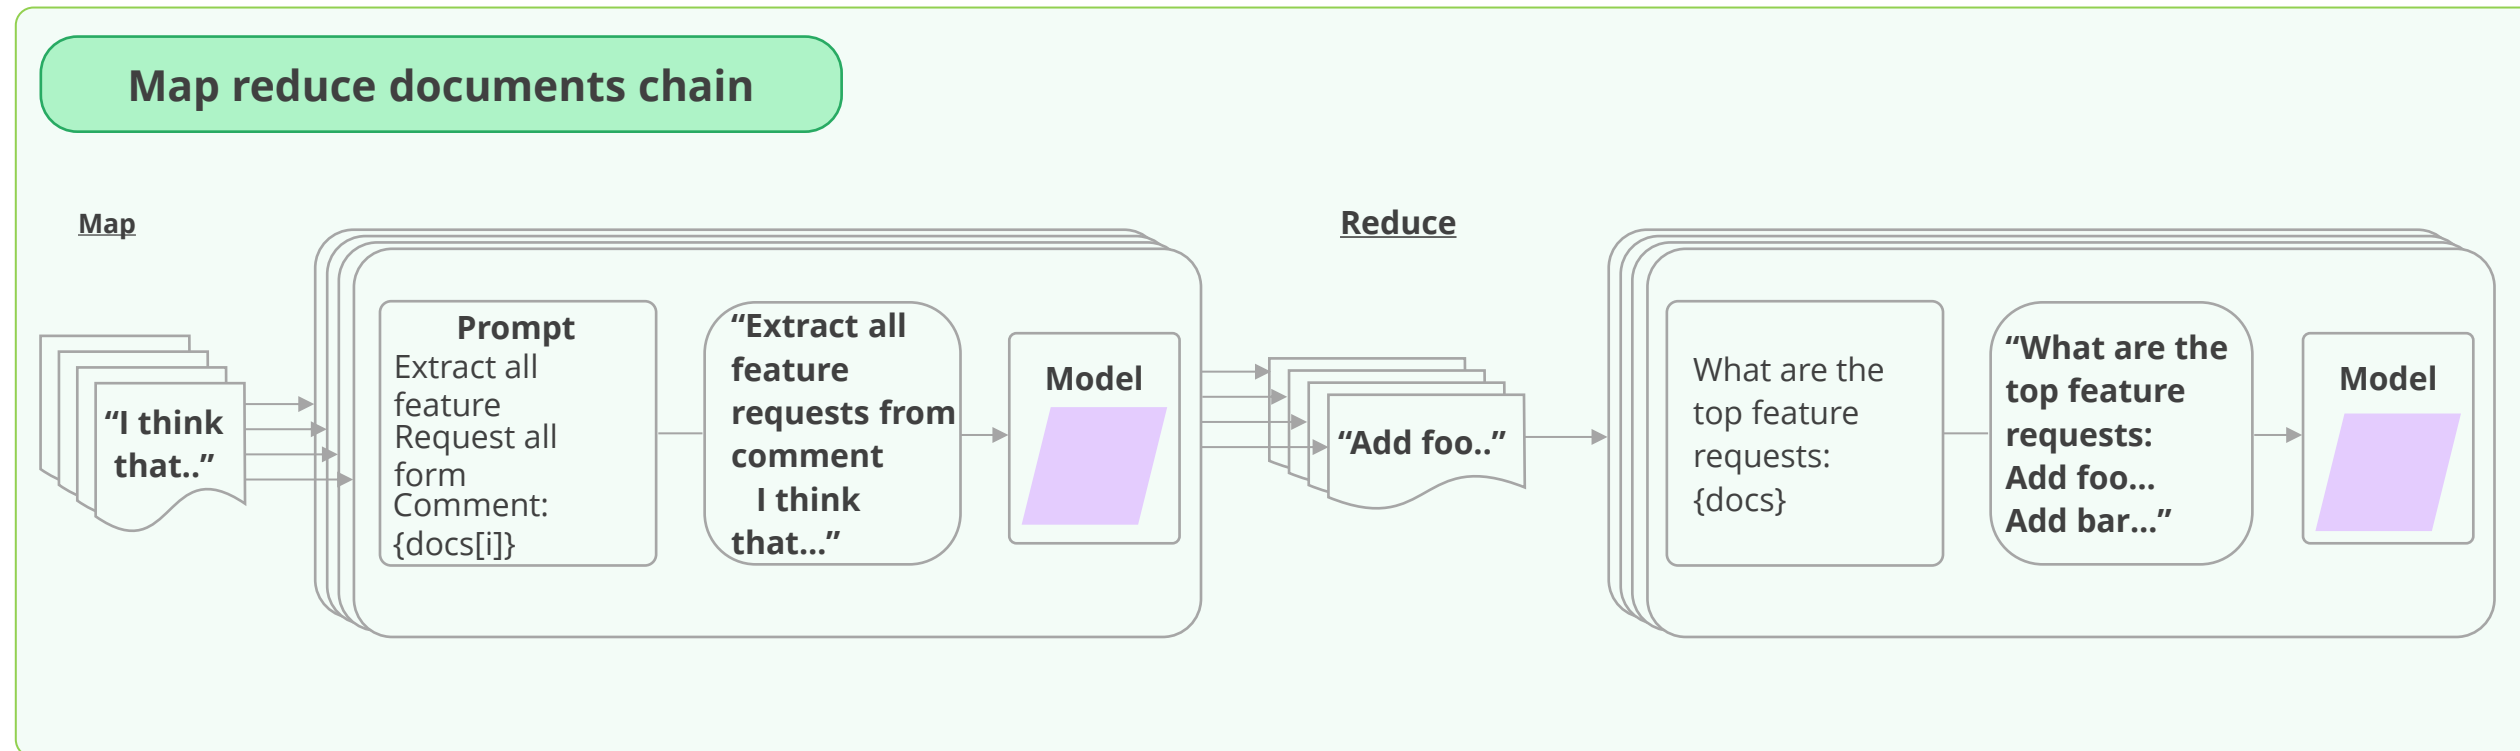 Map reduce documents chain
Map
Reduce
“I think
that..”
Prompt
Extract all
feature
Request all
form
Comment:
{docs[i]}
“Extract all
feature
requests from
comment
I think
that...”
Model
“Add foo..”
What are the
top feature
requests:
{docs}
“What are the
top feature
requests:
Add foo...
Add bar...”
Model